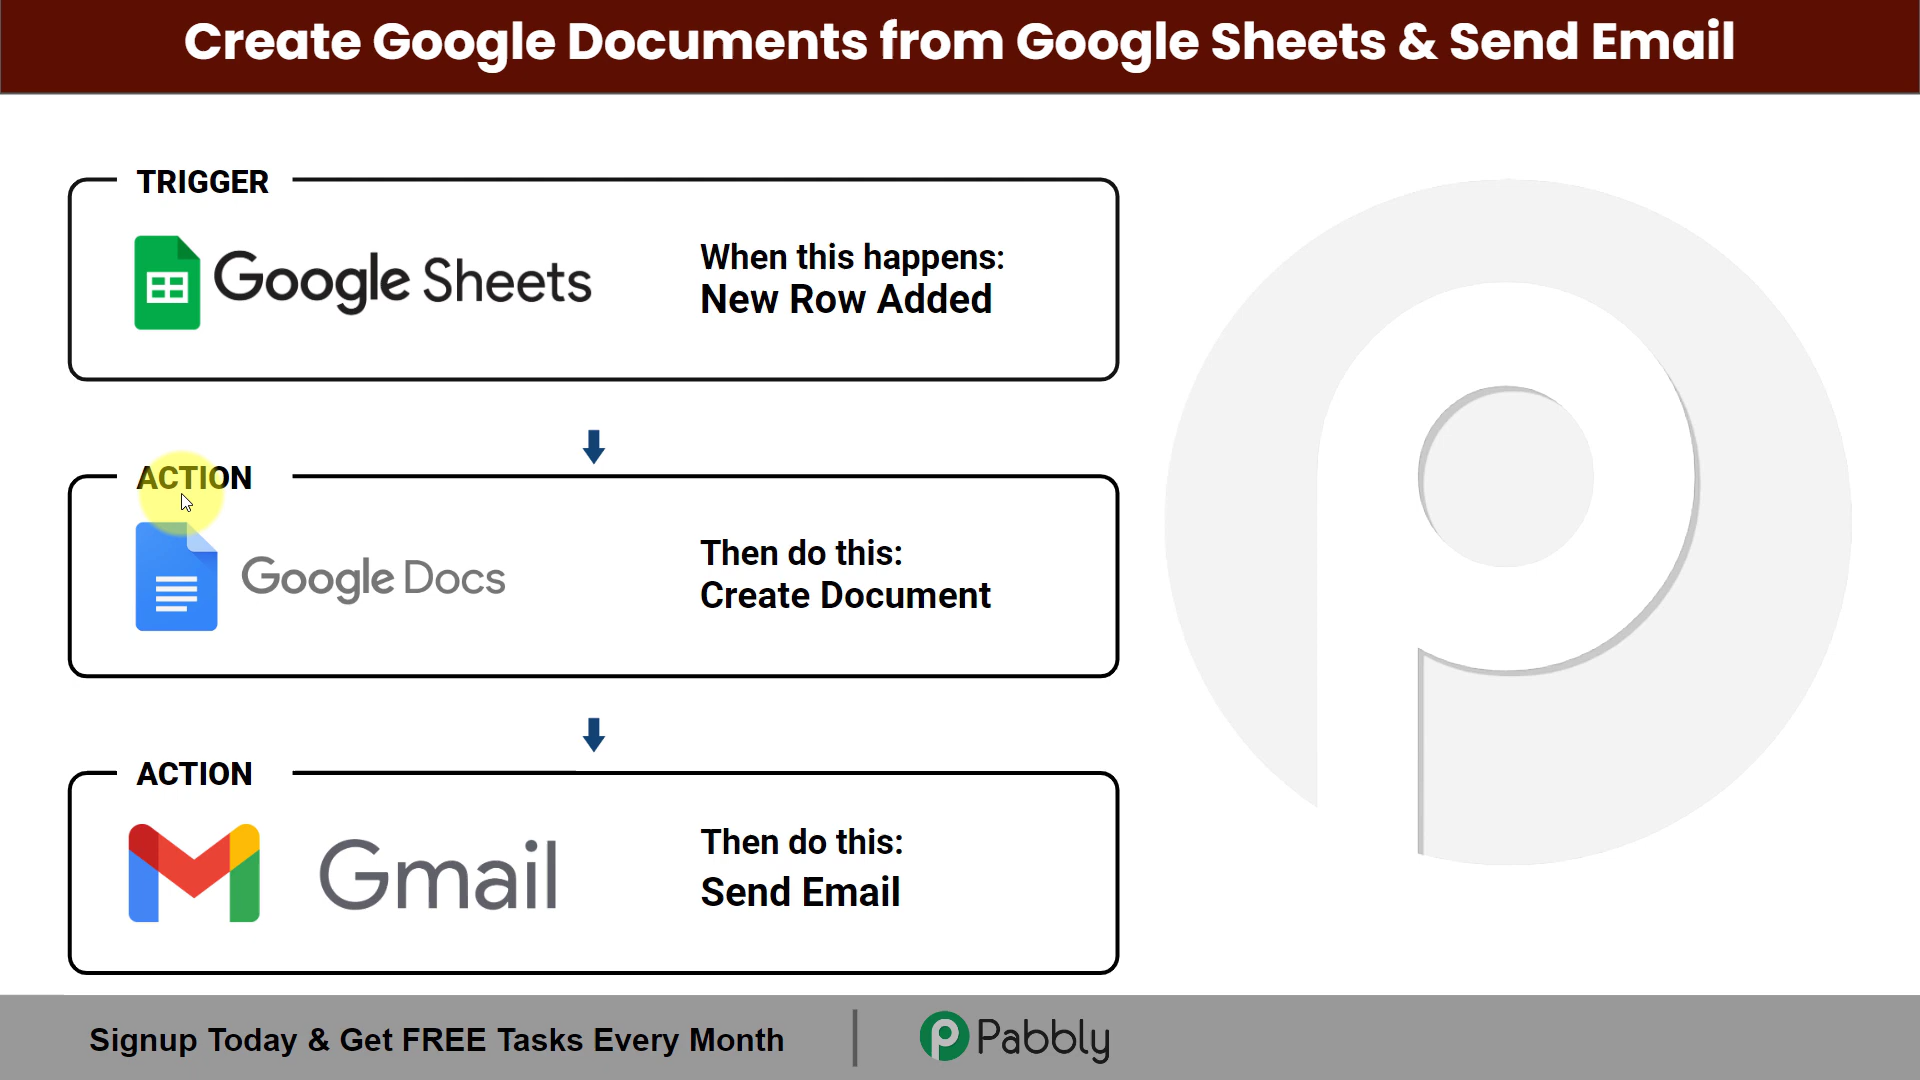 Create Google Documents from Google Sheets & Send Email
TRIGGER
Google Sheets
When this happens:
New Row Added
ACTION
Google Docs
Then do this:
Create Document
ACTION
Gmail
Then do this:
Send Email
Signup Today & Get FREE Tasks Every Month
Pabbly